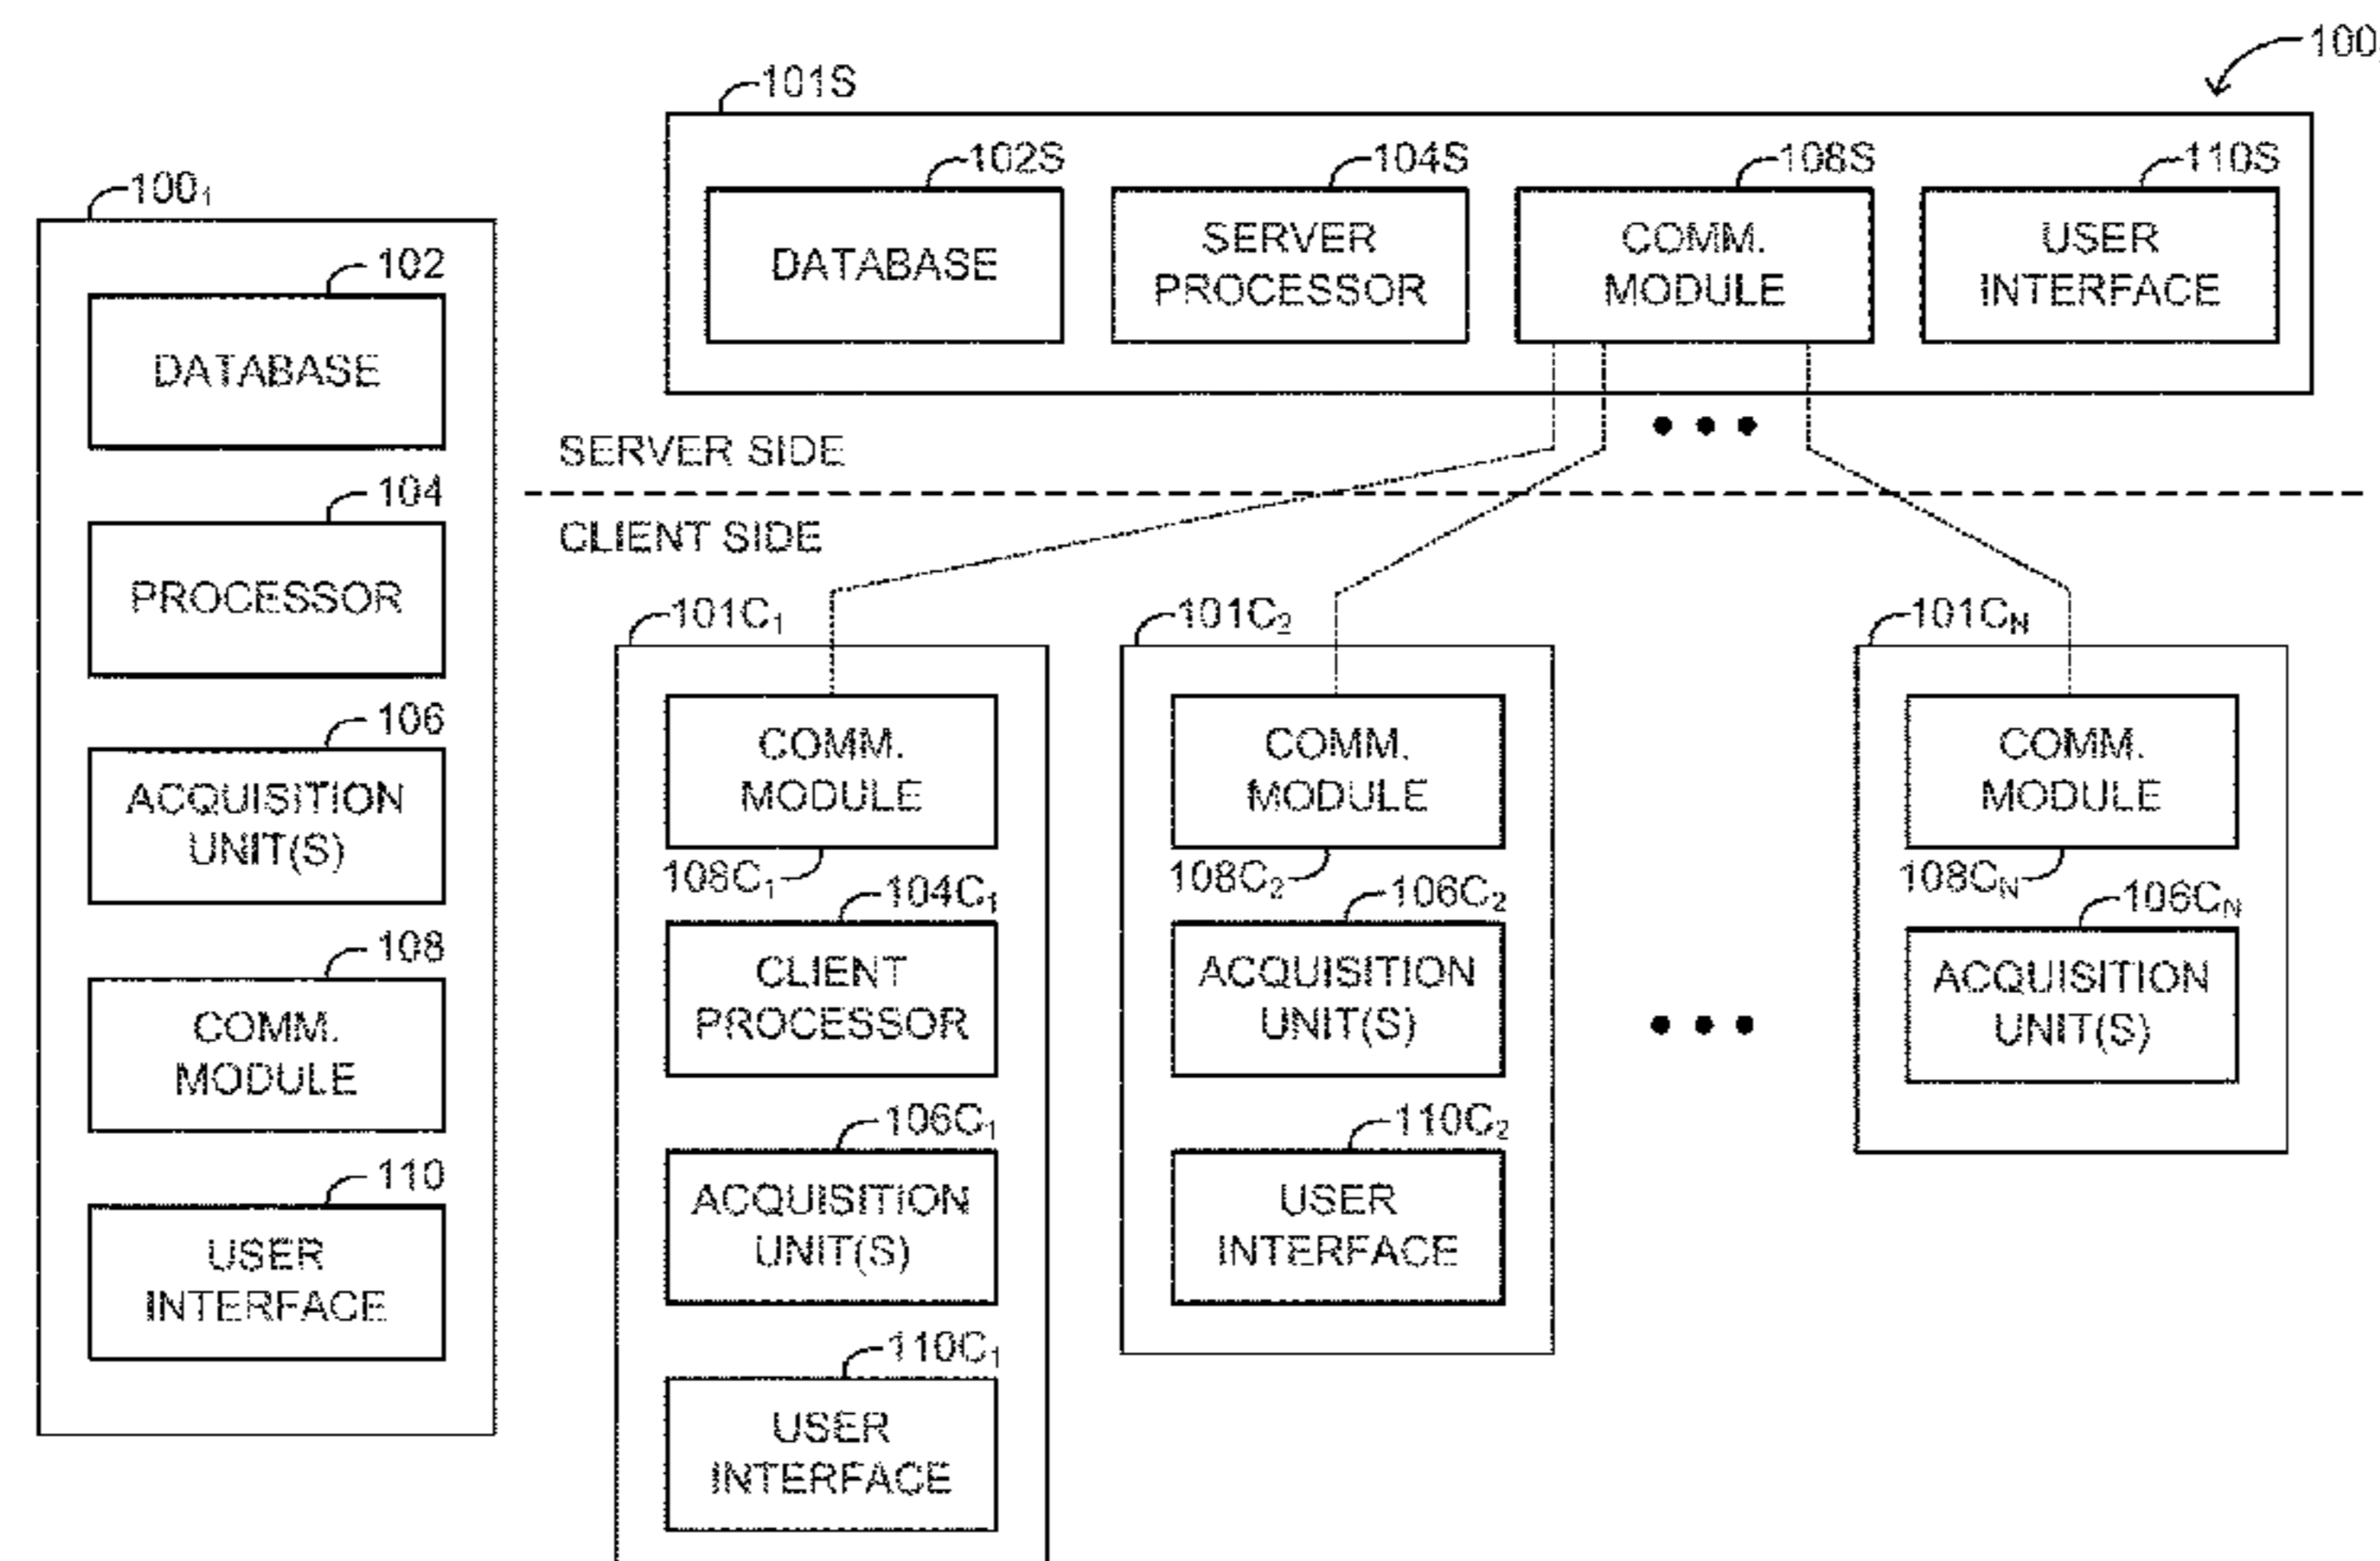 100₁
102
DATABASE
104
PROCESSOR
106
ACQUISITION
UNIT(S)
108
COMM.
MODULE
110
USER
INTERFACE
100
101S
102S
DATABASE
104S
SERVER
PROCESSOR
108S
COMM.
MODULE
110S
USER
INTERFACE
SERVER SIDE
CLIENT SIDE
101C₁
COMM.
MODULE
108C₁
104C₁
CLIENT
PROCESSOR
106C₁
ACQUISITION
UNIT(S)
110C₁
USER
INTERFACE
101C₂
COMM.
MODULE
108C₂
106C₂
ACQUISITION
UNIT(S)
110C₂
USER
INTERFACE
101Cₙ
COMM.
MODULE
108Cₙ
106Cₙ
ACQUISITION
UNIT(S)